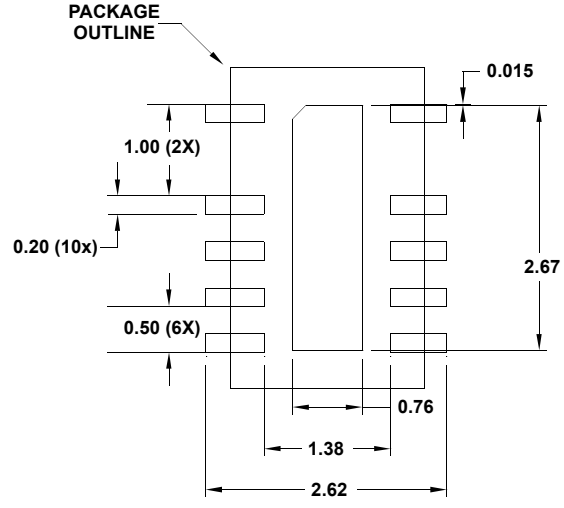 PACKAGE
OUTLINE
0.015
1.00 (2X)
0.20 (10x)
2.67
0.50 (6X)
0.76
1.38
2.62